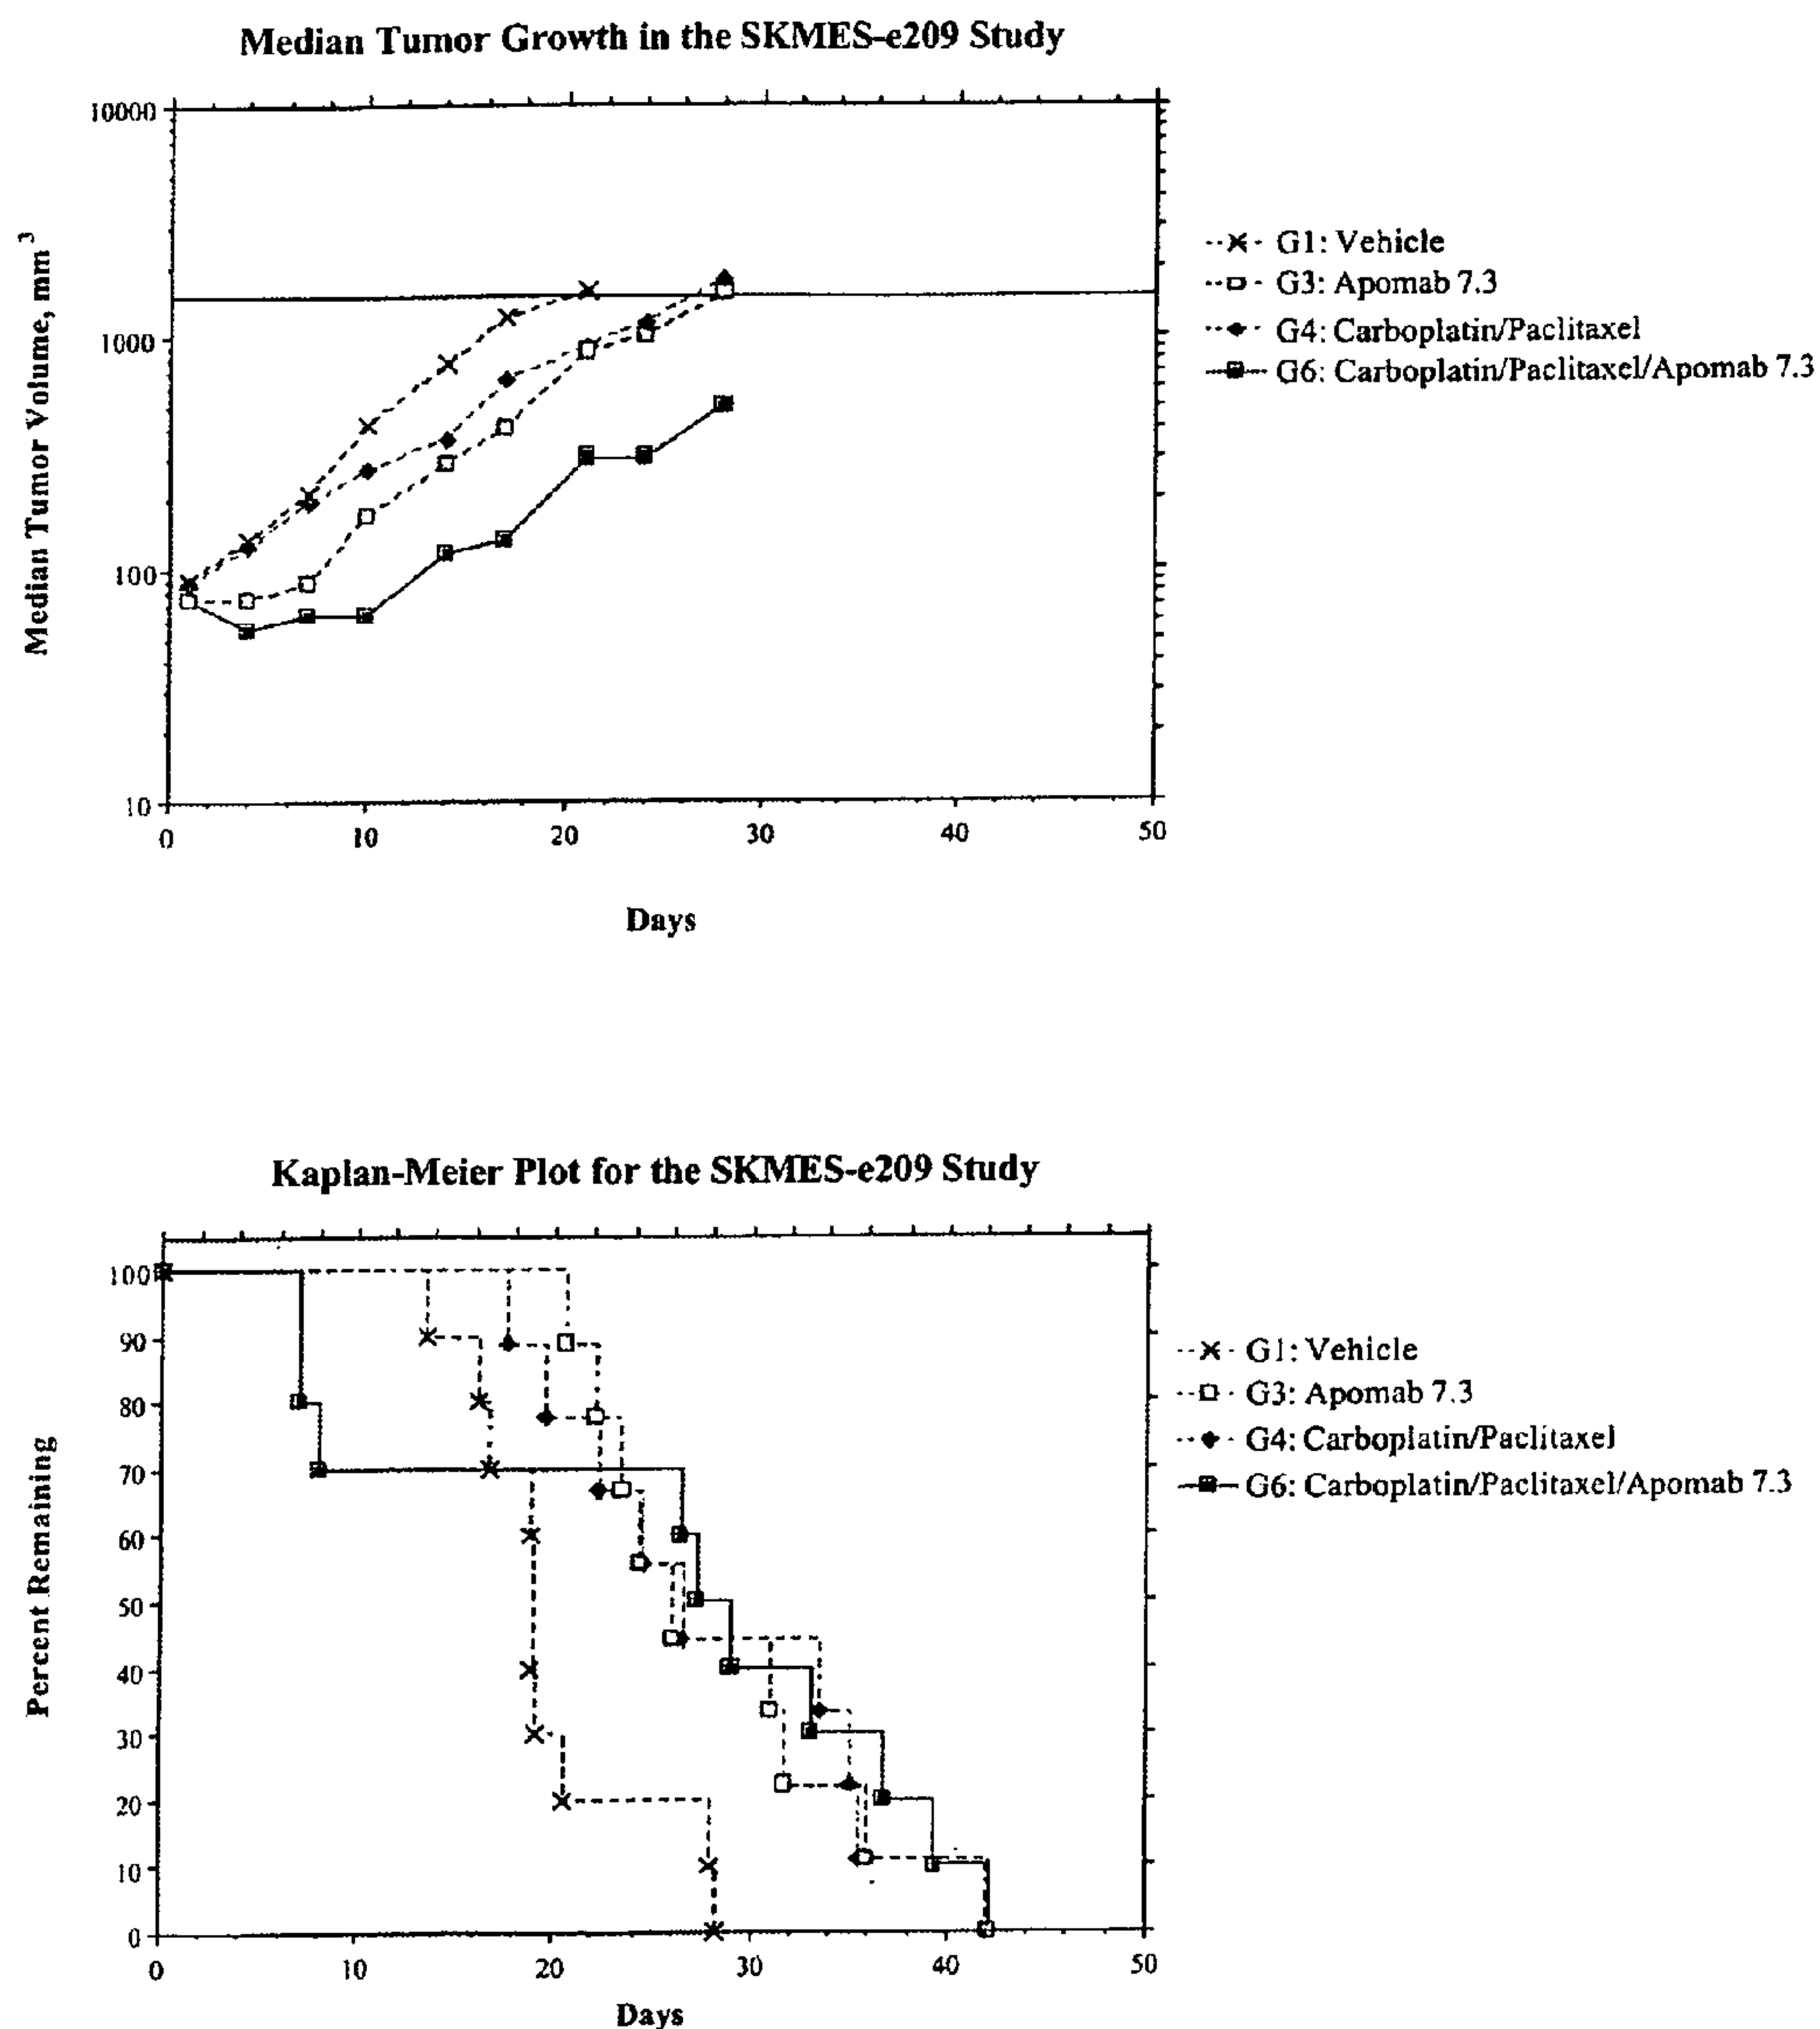 Median Tumor Growth in the SKMES-e209 Study
10000
1000
100
10
Median Tumor Volume, mm³
0 10 20 30 40 50
Days
G1: Vehicle
G3: Apomab 7.3
G4: Carboplatin/Paclitaxel
G6: Carboplatin/Paclitaxel/Apomab 7.3
Kaplan-Meier Plot for the SKMES-e209 Study
100
90
80
70
60
50
40
30
20
10
0
Percent Remaining
0 10 20 30 40 50
Days
G1: Vehicle
G3: Apomab 7.3
G4: Carboplatin/Paclitaxel
G6: Carboplatin/Paclitaxel/Apomab 7.3